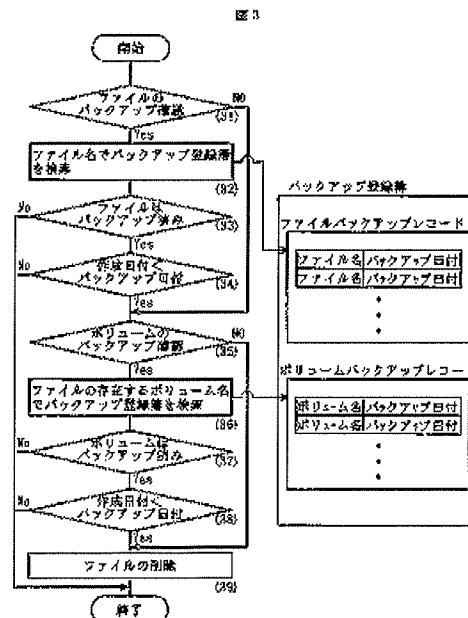 図3
開始
ファイルの
バックアップ確認
NO
(31)
Yes
ファイル名でバックアップ登録簿
を検索
(32)
No
ファイルは
バックアップ済み
(33)
Yes
No
作成日付く
バックアップ日付
(34)
Yes
ボリュームの
バックアップ確認
NO
(35)
Yes
ファイルの存在するボリューム名
でバックアップ登録簿を検索
(36)
No
ボリュームは
バックアップ済み
(37)
Yes
No
作成日付く
バックアップ日付
(38)
Yes
ファイルの削除
(39)
終了
バックアップ登録簿
ファイルバックアップレコード
ファイル名 バックアップ日付
ファイル名 バックアップ日付
ボリュームバックアップレコー
ボリューム名 バックアップ日付
ボリューム名 バックアップ日付